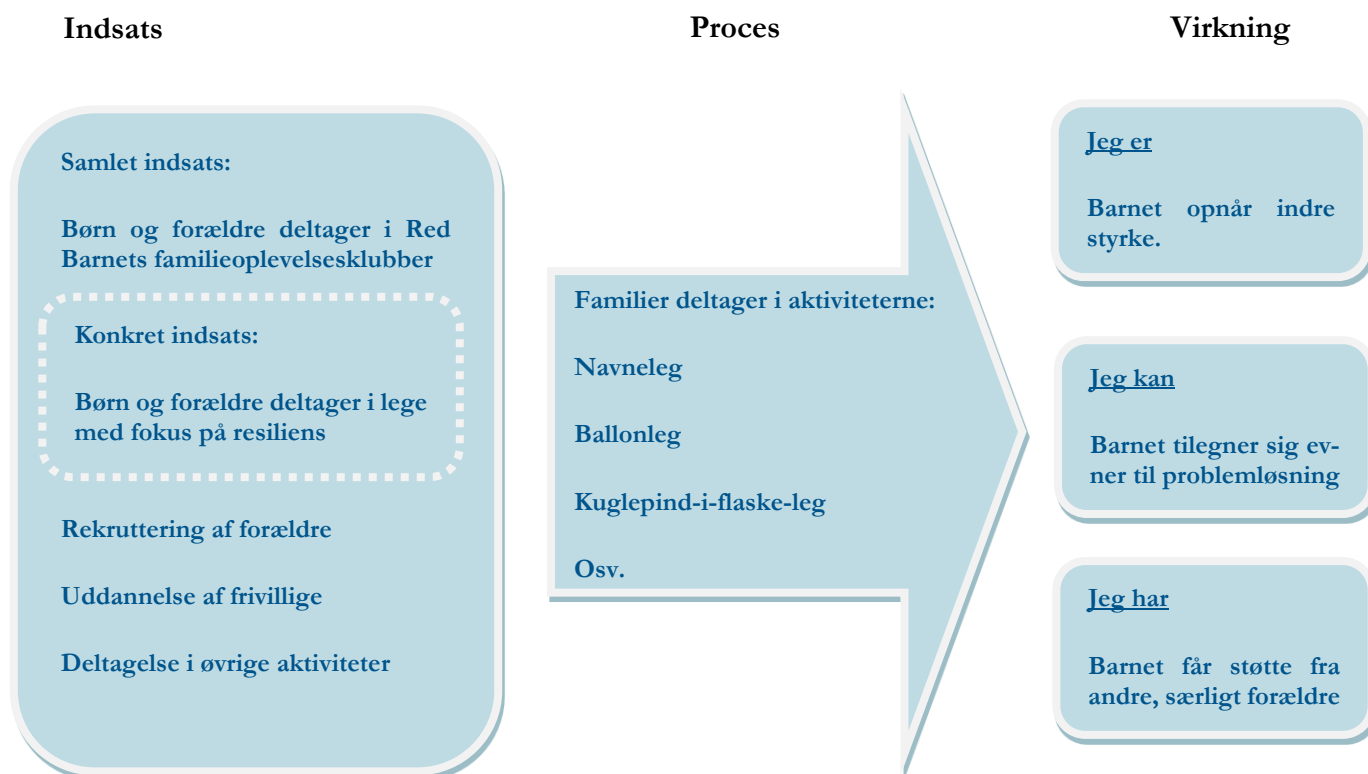 Indsats
Proces
Virkning
Samlet indsats:
Børn og forældre deltager i Red
Barnets familieoplevelsesklubber
Konkret indsats:
Børn og forældre deltager i lege
med fokus på resiliens
Rekruttering af forældre
Uddannelse af frivillige
Deltagelse i øvrige aktiviteter
Familier deltager i aktiviteterne:
Navneleg
Ballonleg
Kuglepind-i-flaske-leg
Osv.
Jeg er
Barnet opnår indre
styrke.
Jeg kan
Barnet tilegner sig ev-
ner til problemløsning
Jeg har
Barnet får støtte fra
andre, særligt forældre